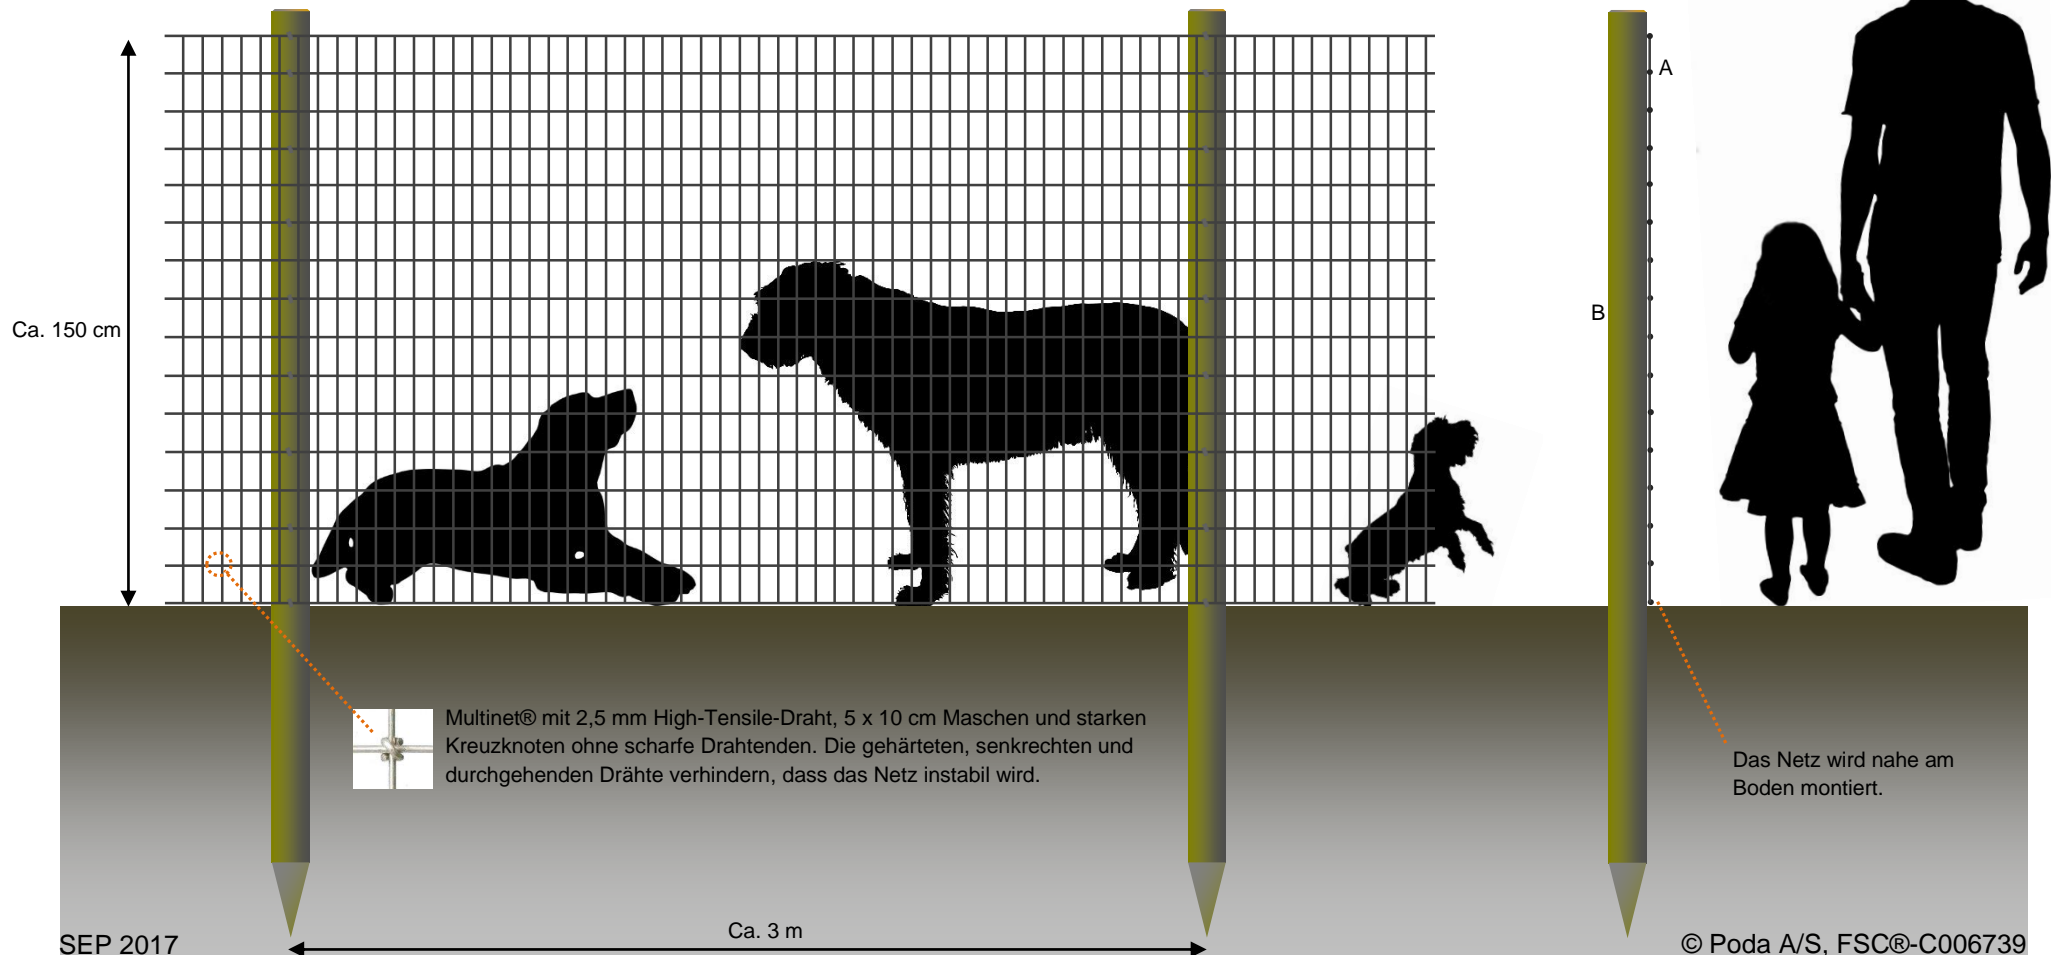 A
Ca. 150 cm
B
Multinet® mit 2,5 mm High-Tensile-Draht, 5 x 10 cm Maschen und starken
Kreuzknoten ohne scharfe Drahtenden. Die gehärteten, senkrechten und
durchgehenden Drähte verhindern, dass das Netz instabil wird.
Das Netz wird nahe am
Boden montiert.
Ca. 3 m
SEP 2017
© Poda A/S, FSC®-C006739